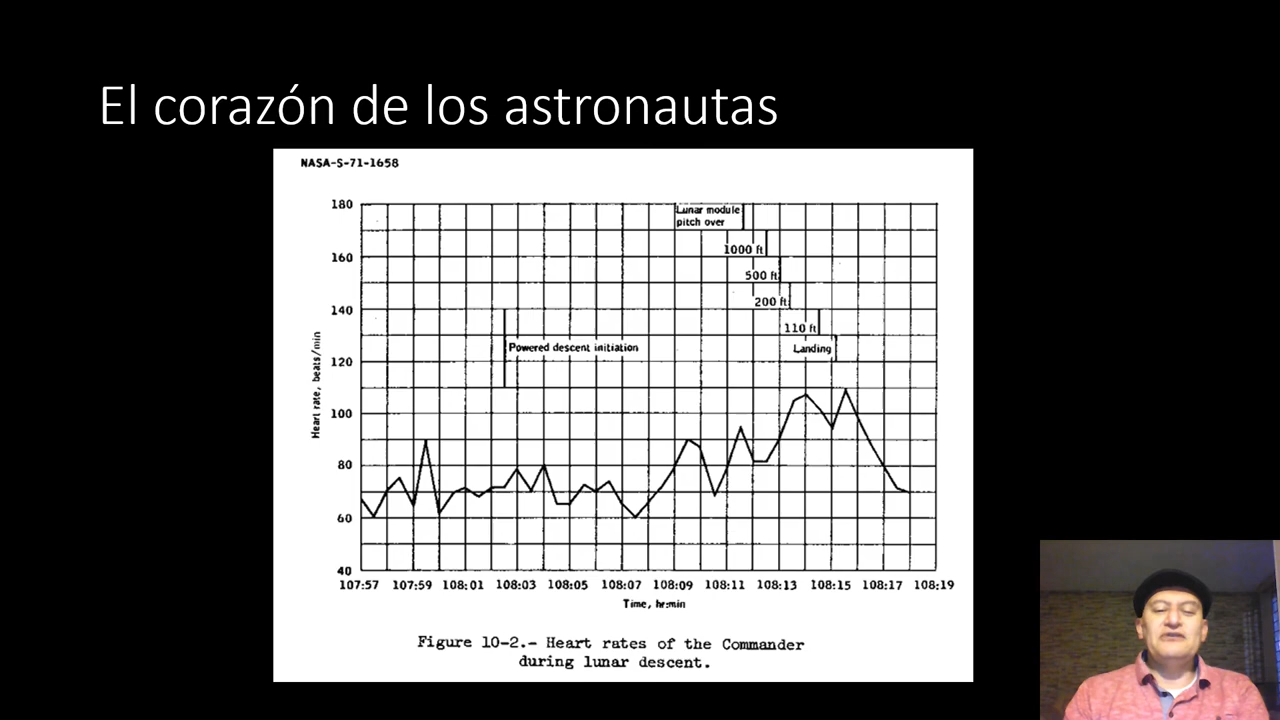 El corazón de los astronautas
NASA-S-71-1658
180
160
140
120
100
80
60
40
Heart rate, beats/min
Lunar module
pitch over
1000 ft
500 ft
200 ft
110 ft
Landing
Powered descent initiation
107:57 107:59 108:01 108:03 108:05 108:07 108:09 108:11 108:13 108:15 108:17 108:19
Time, hr:min
Figure 10-2.- Heart rates of the Commander
during lunar descent.